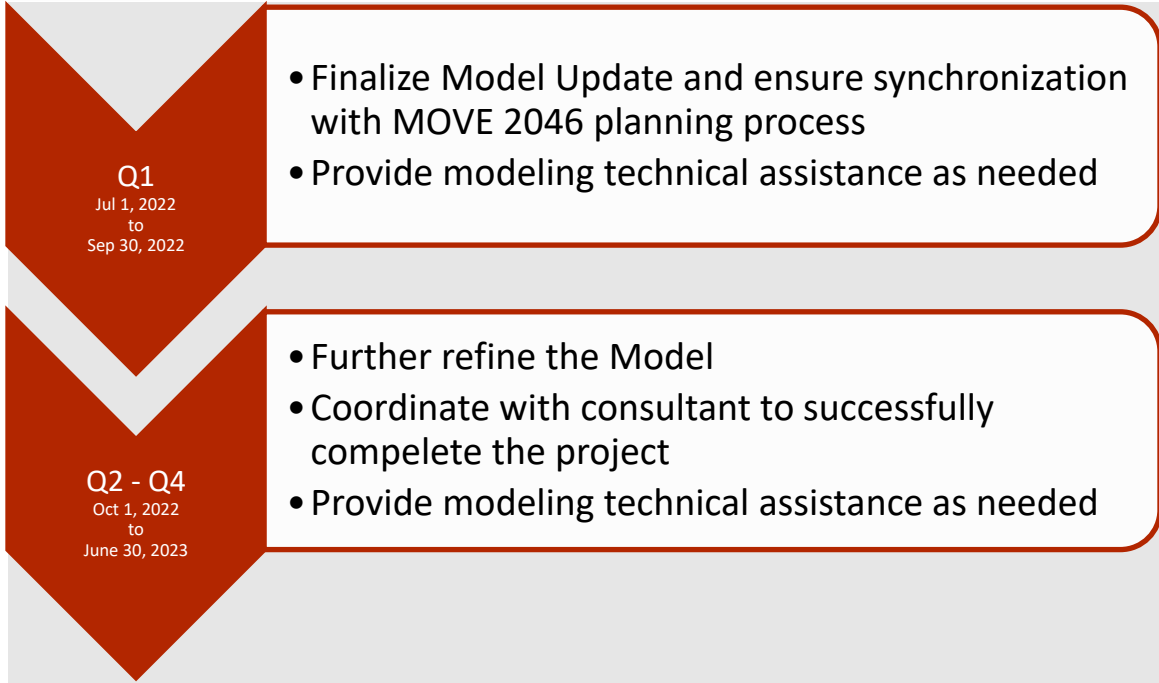 Q1
Jul 1, 2022
to
Sep 30, 2022
• Finalize Model Update and ensure synchronization
with MOVE 2046 planning process
• Provide modeling technical assistance as needed
Q2 - Q4
Oct 1, 2022
to
June 30, 2023
• Further refine the Model
• Coordinate with consultant to successfully
compelete the project
• Provide modeling technical assistance as needed